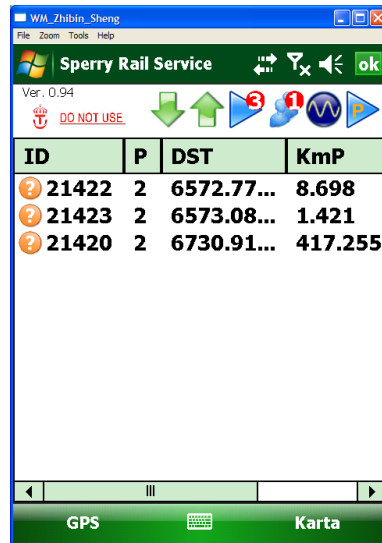 WM_Zhibin_Sheng
File Zoom Tools Help
Sperry Rail Service ok
Ver. 0.94
DO NOT USE
3
1
P
ID P DST KmP
? 21422 2 6572.77... 8.698
? 21423 2 6573.08... 1.421
? 21420 2 6730.91... 417.255
GPS Karta